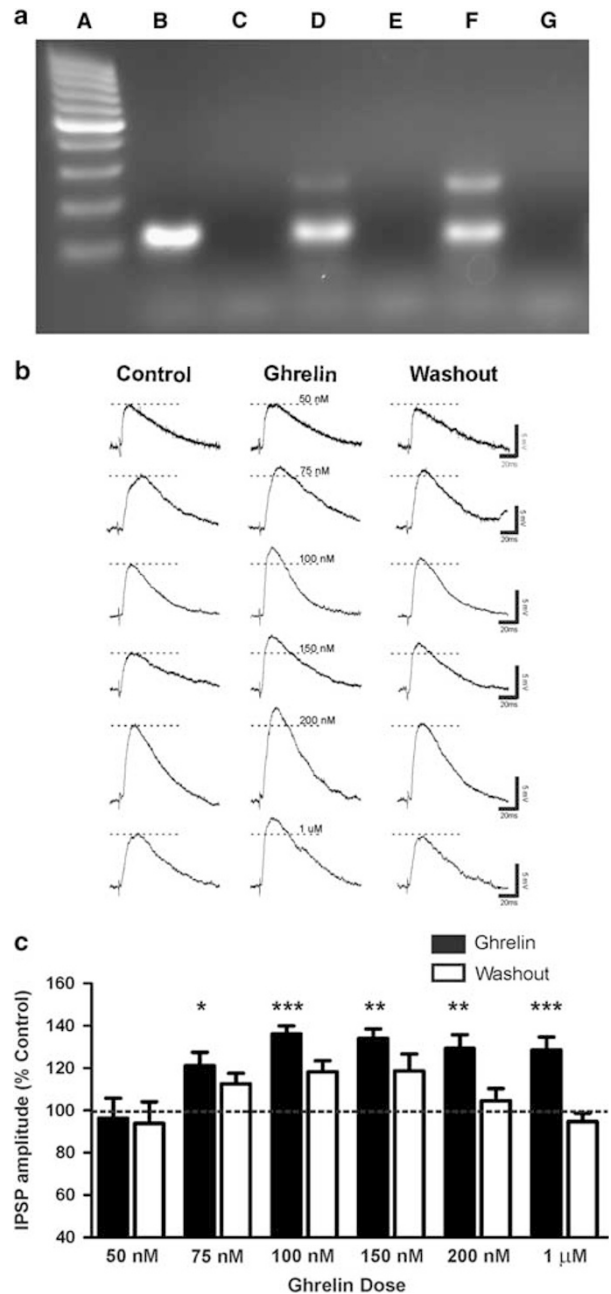 a
A B C D E F G
b
Control Ghrelin Washout
50 nM
5 mV
20ms
75 nM
5 mV
20ms
100 nM
5 mV
20ms
150 nM
5 mV
20ms
200 nM
5 mV
20ms
1 uM
5 mV
20ms
c
Ghrelin
Washout
IPSP amplitude (% Control)
160
140
120
100
80
60
40
* *** ** ** ***
50 nM 75 nM 100 nM 150 nM 200 nM 1 µM
Ghrelin Dose